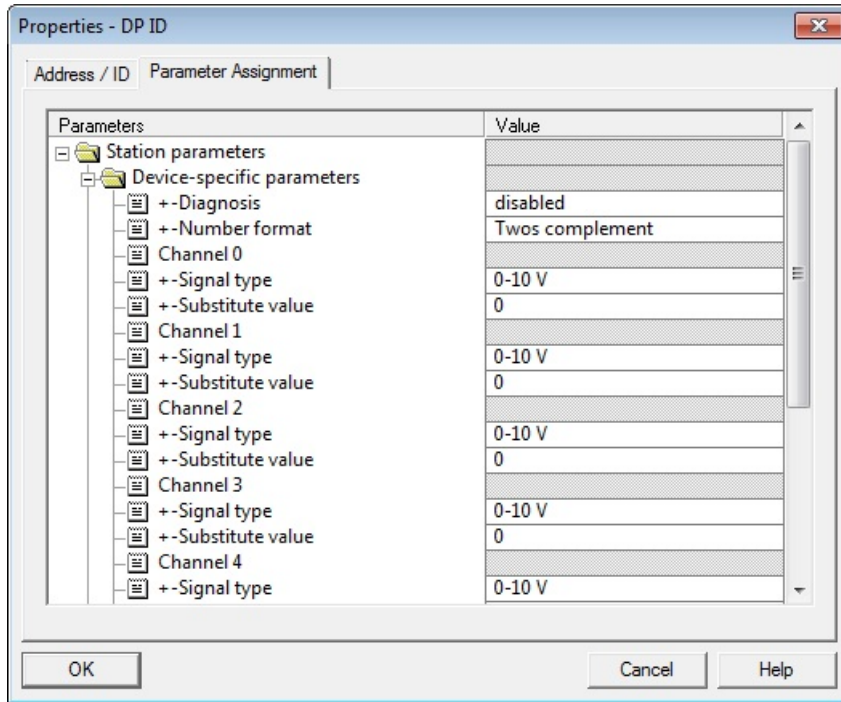 Properties - DP ID
Address / ID Parameter Assignment
Parameters Value
Station parameters
Device-specific parameters
+-Diagnosis disabled
+-Number format Twos complement
Channel 0
+-Signal type 0-10 V
+-Substitute value 0
Channel 1
+-Signal type 0-10 V
+-Substitute value 0
Channel 2
+-Signal type 0-10 V
+-Substitute value 0
Channel 3
+-Signal type 0-10 V
+-Substitute value 0
Channel 4
+-Signal type 0-10 V
OK Cancel Help